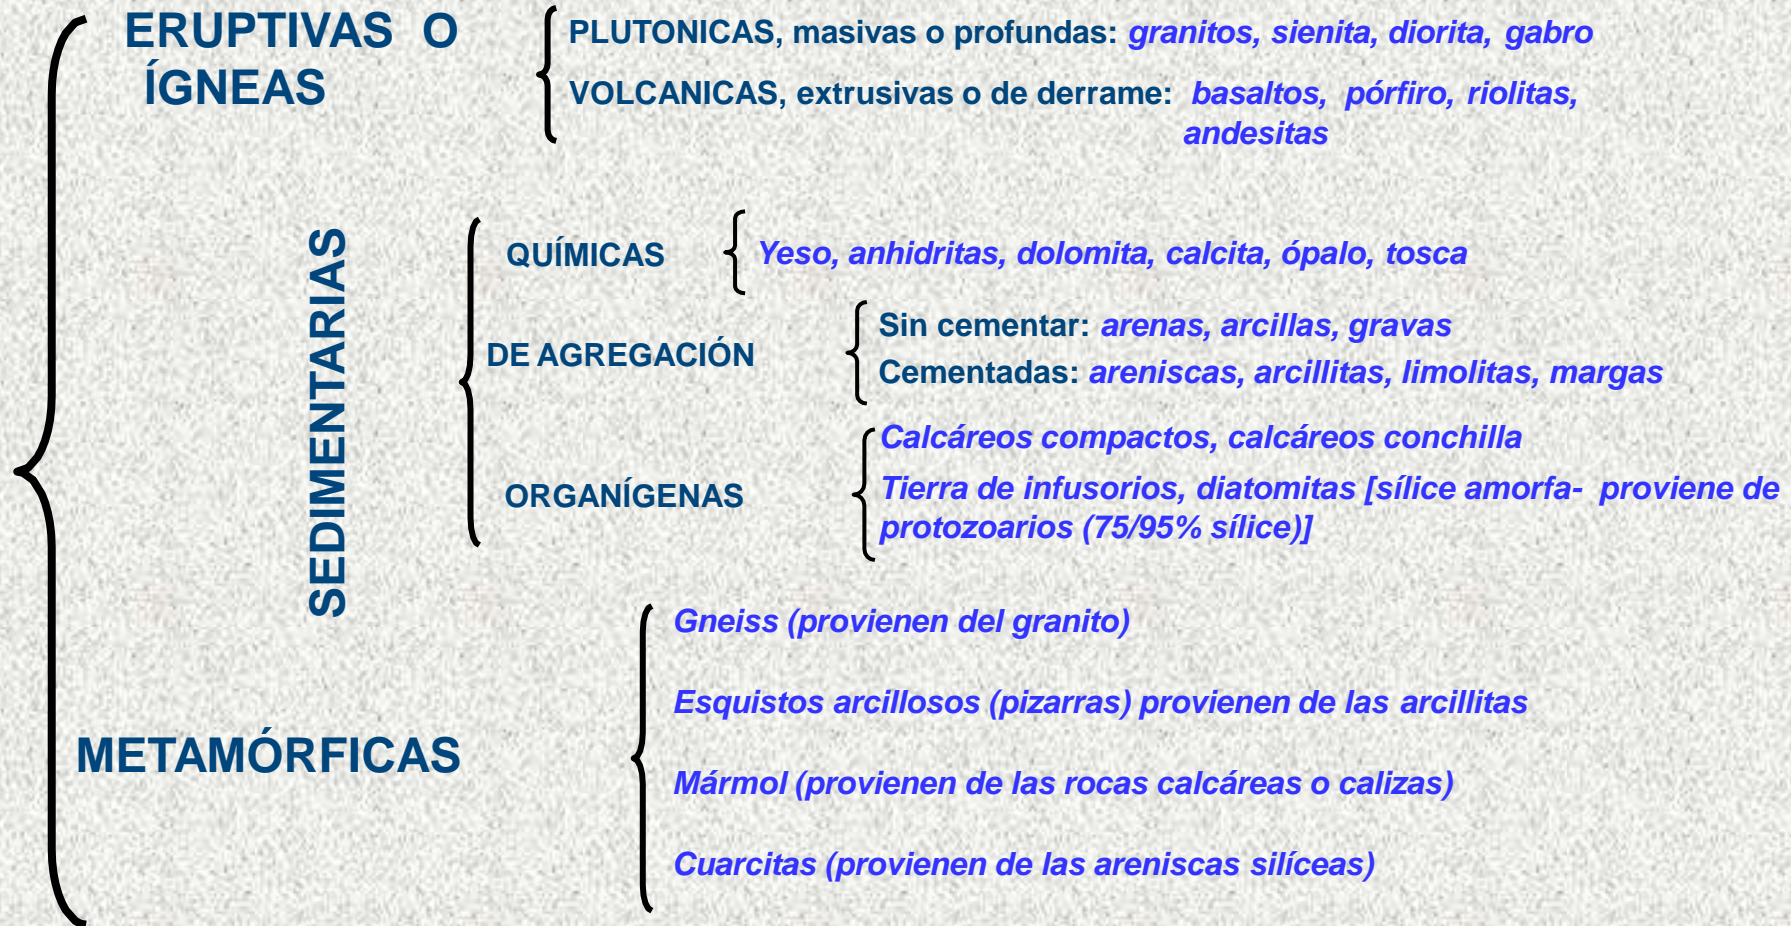 ERUPTIVAS O
ÍGNEAS
PLUTONICAS, masivas o profundas: granitos, sienita, diorita, gabro
VOLCANICAS, extrusivas o de derrame: basaltos, pórfiro, riolitas,
andesitas
SEDIMENTARIAS
QUÍMICAS
Yeso, anhidritas, dolomita, calcita, ópalo, tosca
DE AGREGACIÓN
Sin cementar: arenas, arcillas, gravas
Cementadas: areniscas, arcillitas, limolitas, margas
ORGANÍGENAS
Calcáreos compactos, calcáreos conchilla
Tierra de infusorios, diatomitas [sílice amorfa- proviene de
protozoarios (75/95% sílice)]
METAMÓRFICAS
Gneiss (provienen del granito)
Esquistos arcillosos (pizarras) provienen de las arcillitas
Mármol (provienen de las rocas calcáreas o calizas)
Cuarcitas (provienen de las areniscas silíceas)